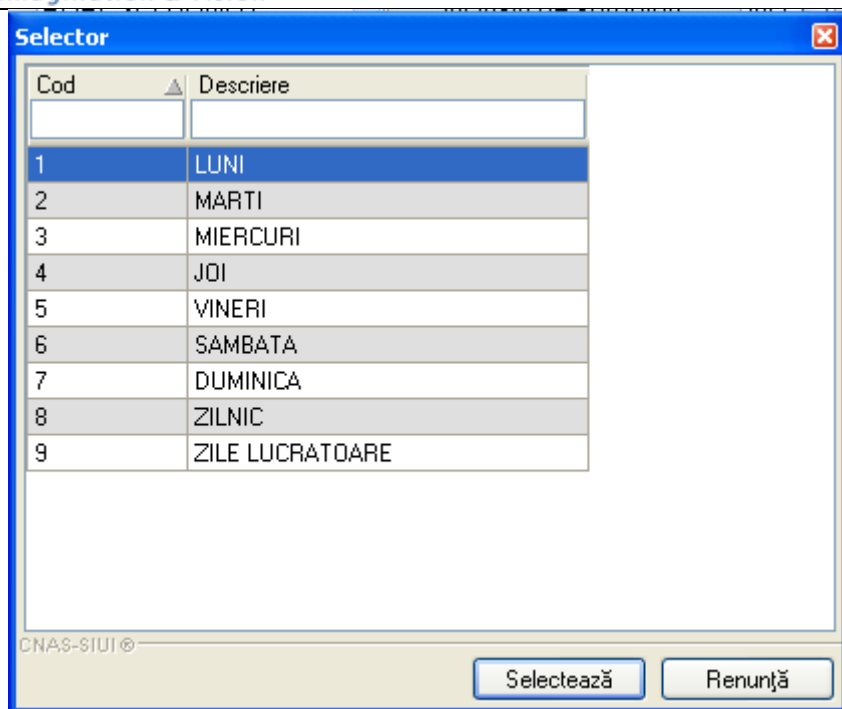 Selector
Cod Descriere
1 LUNI
2 MARTI
3 MIERCURI
4 JOI
5 VINERI
6 SAMBATA
7 DUMINICA
8 ZILNIC
9 ZILE LUCRATOARE
CNAS-SIUI®
Selectează Renunţă